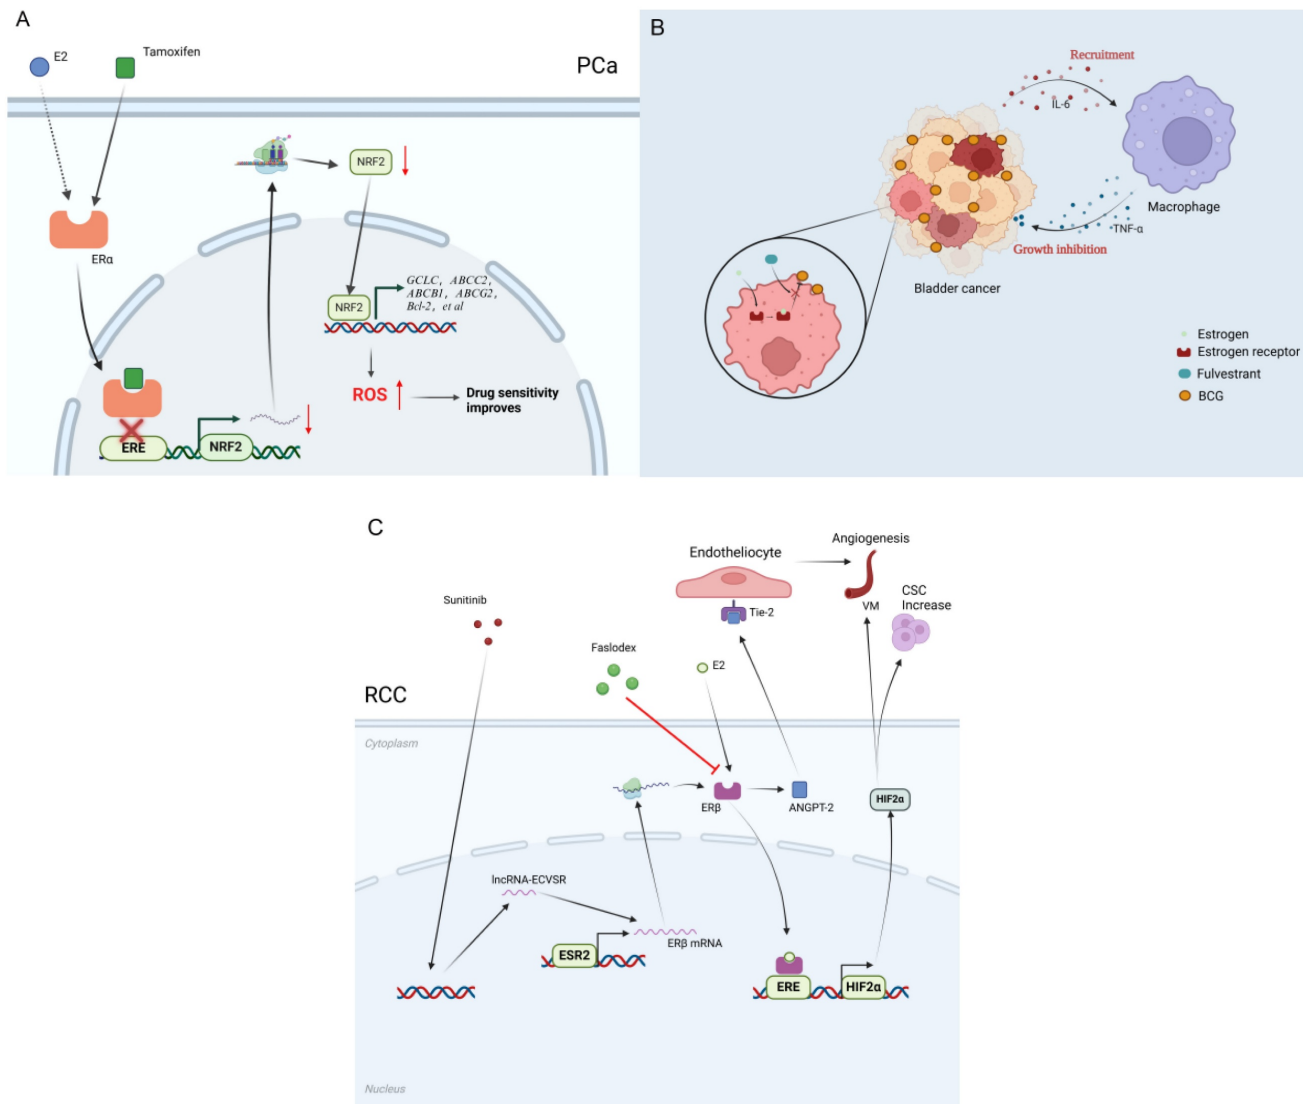 A
E2
Tamoxifen
PCa
NRF2
ERα
GCLC, ABCC2,
ABCB1, ABCG2,
Bcl-2, et al
NRF2
ROS
Drug sensitivity
improves
ERE
NRF2
B
Recruitment
IL-6
Macrophage
TNF-α
Growth inhibition
Bladder cancer
Estrogen
Estrogen receptor
Fulvestrant
BCG
C
Angiogenesis
Endotheliocyte
CSC
Increase
VM
Tie-2
Sunitinib
Faslodex
E2
RCC
Cytoplasm
ERβ
ANGPT-2
HIF2α
lncRNA-ECVSR
ERβ mRNA
ESR2
ERE
HIF2α
Nucleus